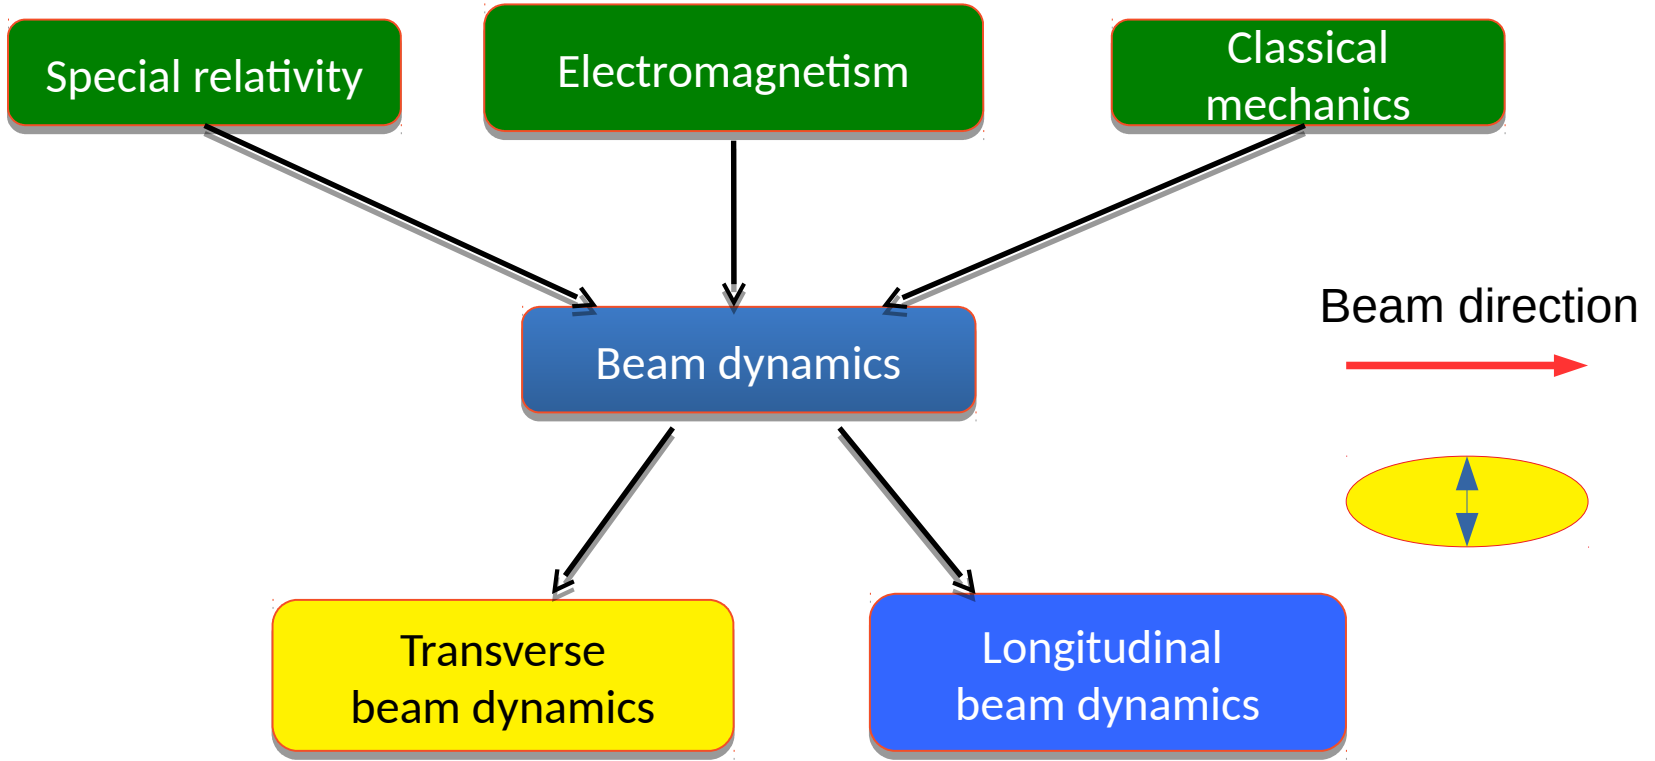 Special relativity
Electromagnetism
Classical
mechanics
Beam direction
Beam dynamics
Transverse
beam dynamics
Longitudinal
beam dynamics